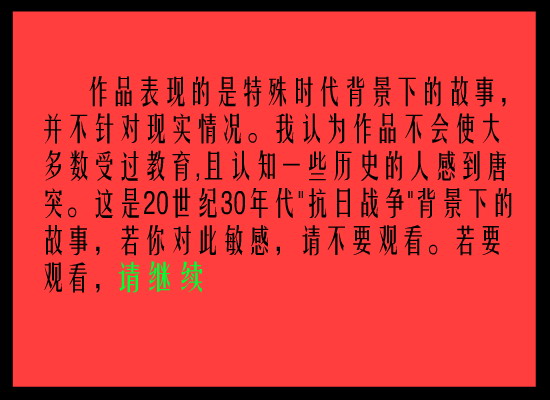 作品表现的是特殊时代背景下的故事，
并不针对现实情况。我认为作品不会使大
多数受过教育,且认知一些历史的人感到唐
突。这是20世纪30年代"抗日战争"背景下的
故事，若你对此敏感，请不要观看。若要
观看，请继续